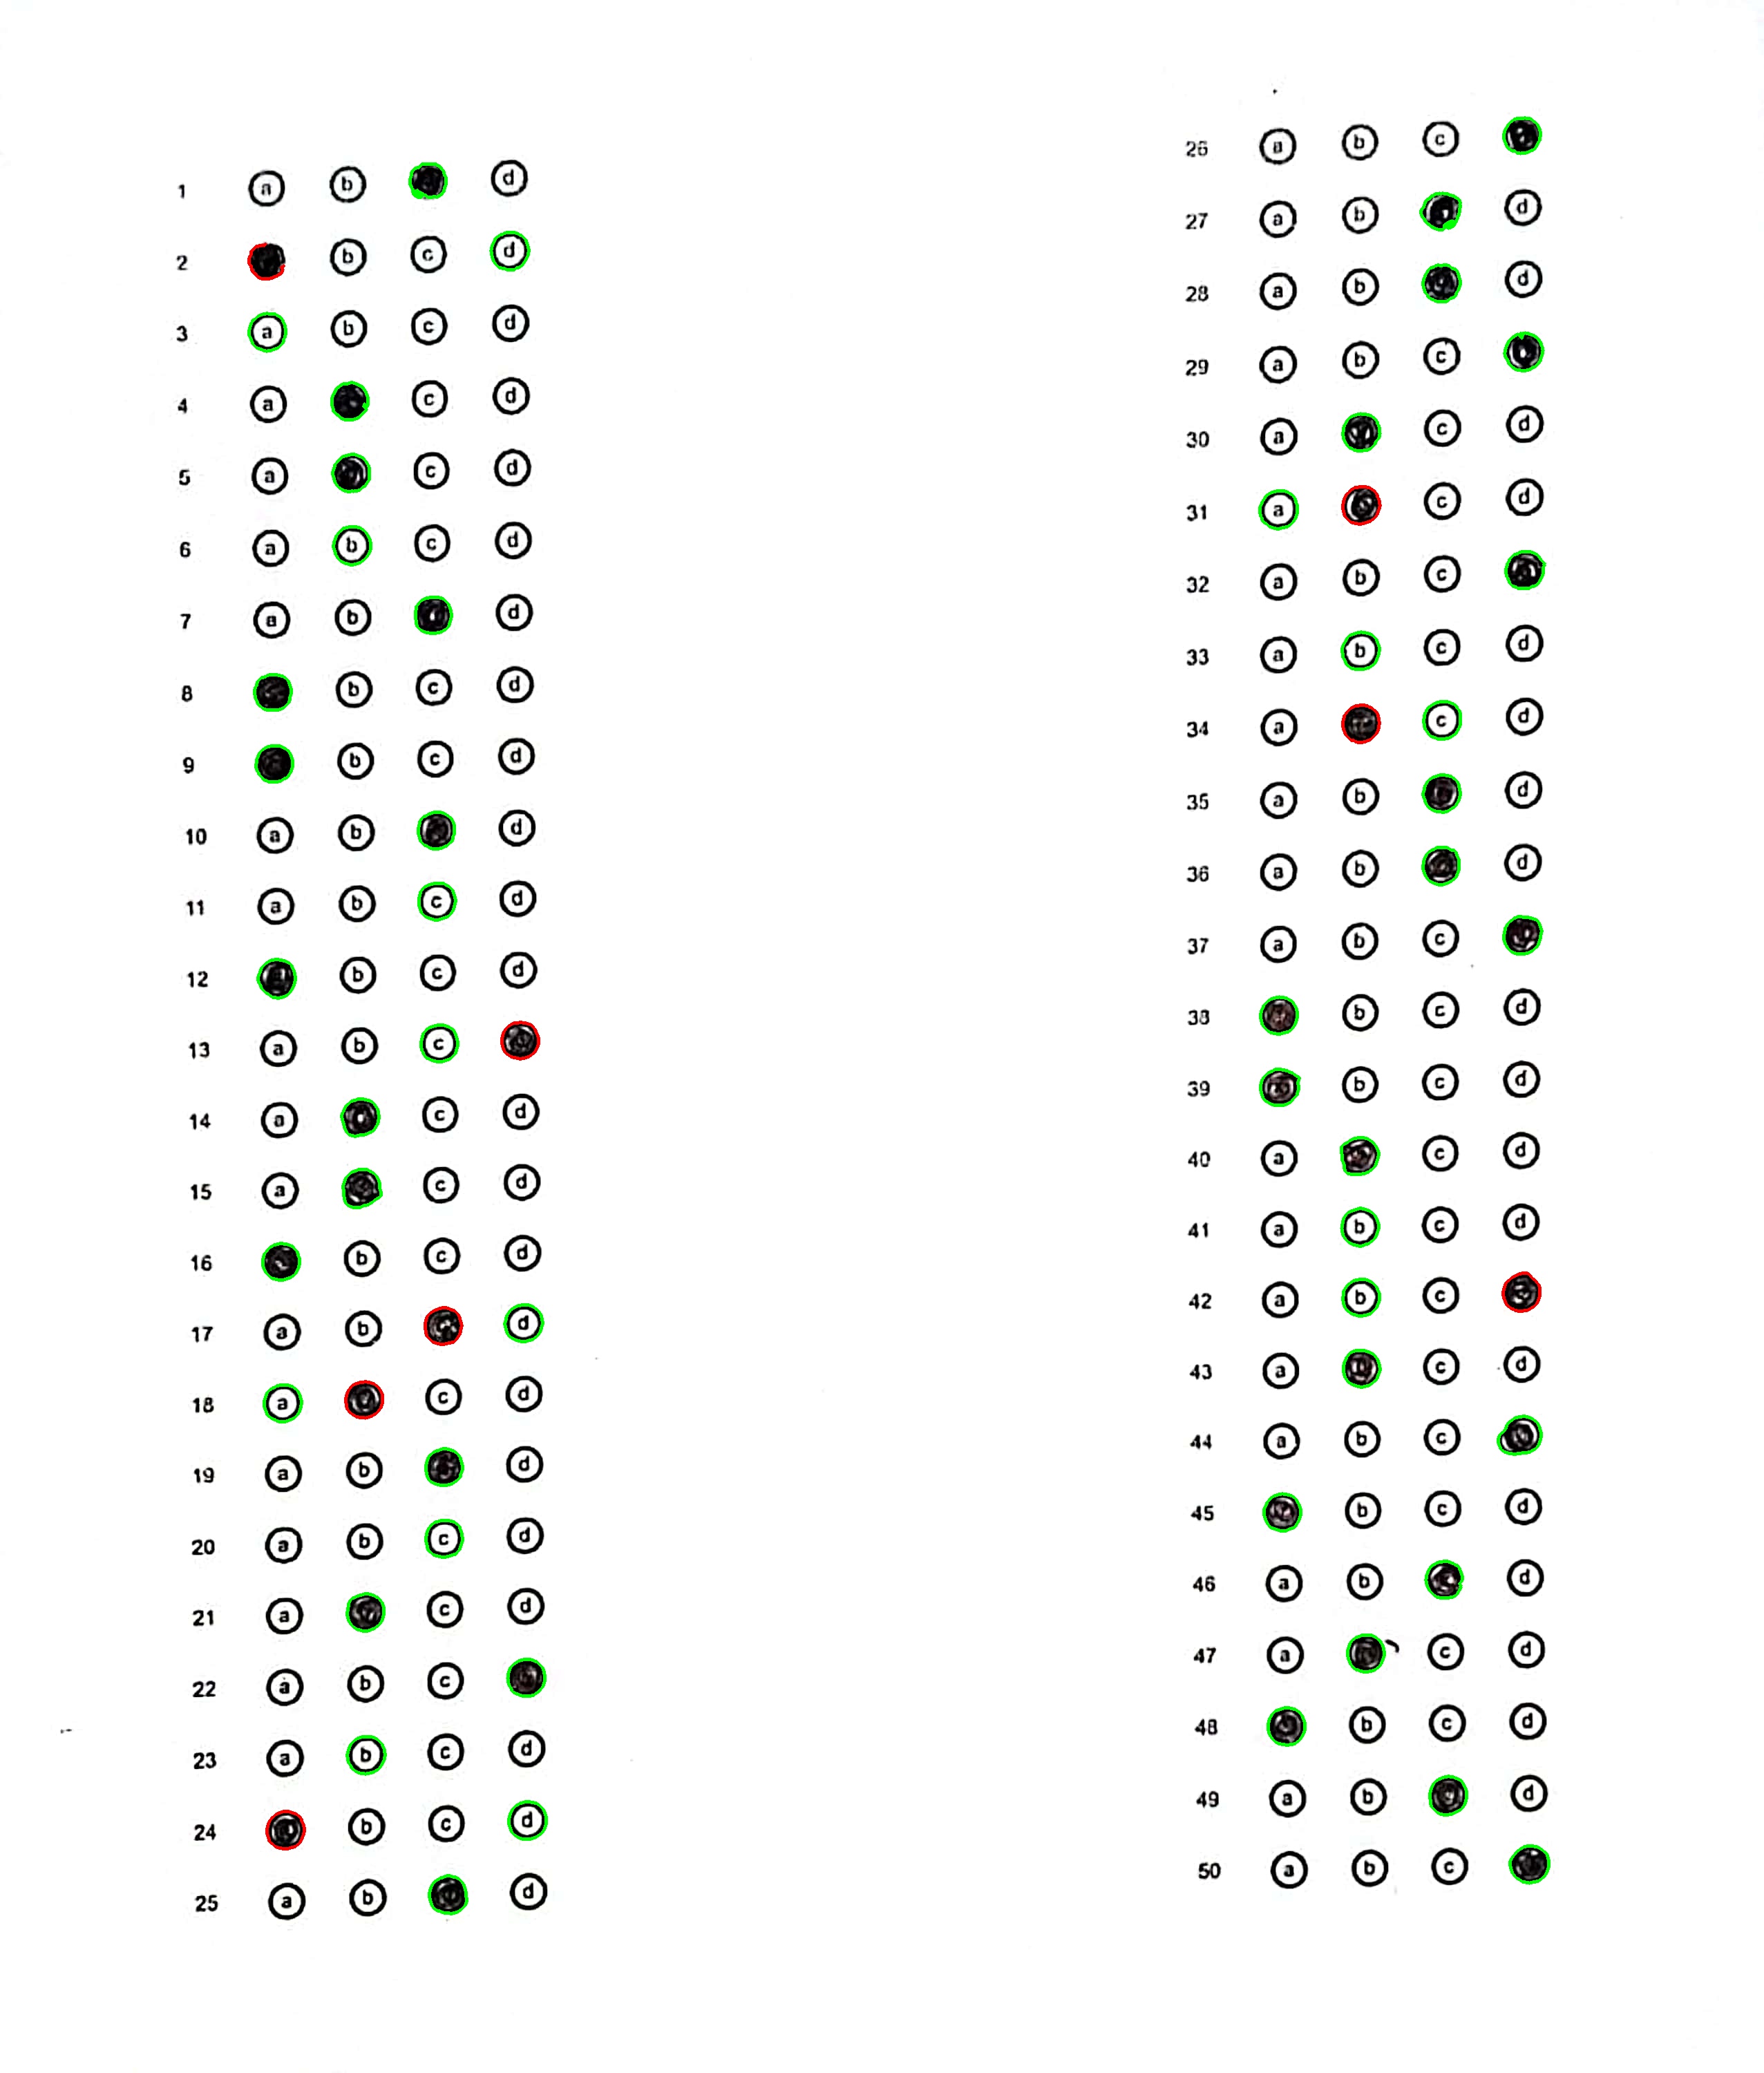 1 a b d
2 b c d
3 a b c d
4 a c d
5 a c d
6 a b c d
7 a b d
8 b c d
9 b c d
10 a b d
11 a b c d
12 b c d
13 a b c
14 a c d
15 a c d
16 b c d
17 a b d
18 a c d
19 a b d
20 a b c d
21 a c d
22 a b c
23 a b c d
24 b c d
25 a b d
26 a b c
27 a b d
28 a b d
29 a b c
30 a c d
31 a c d
32 a b c
33 a b c d
34 a c d
35 a b d
36 a b d
37 a b c
38 b c d
39 b c d
40 a c d
41 a b c d
42 a b c
43 a c d
44 a b c
45 b c d
46 a b d
47 a c d
48 b c d
49 a b d
50 a b c